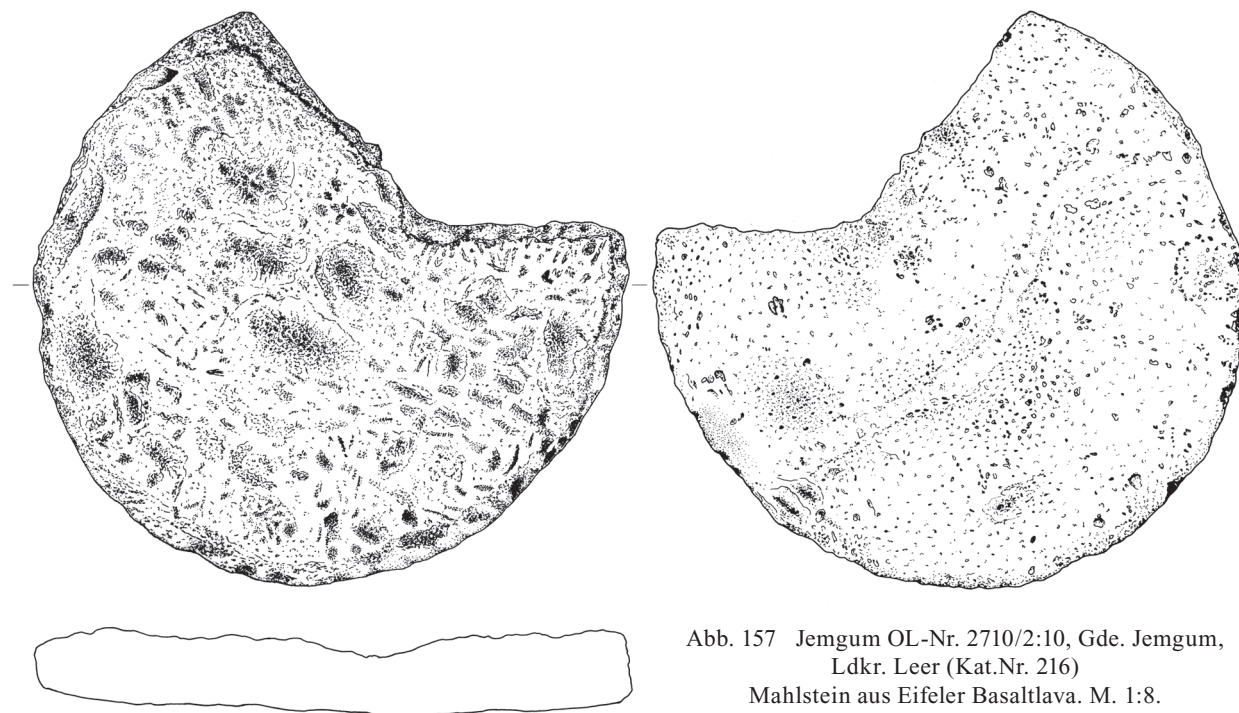 Abb. 157 Jemgum OL-Nr. 2710/2:10, Gde. Jemgum,
Ldkr. Leer (Kat.Nr. 216)
Mahlstein aus Eifeler Basaltlava. M. 1:8.